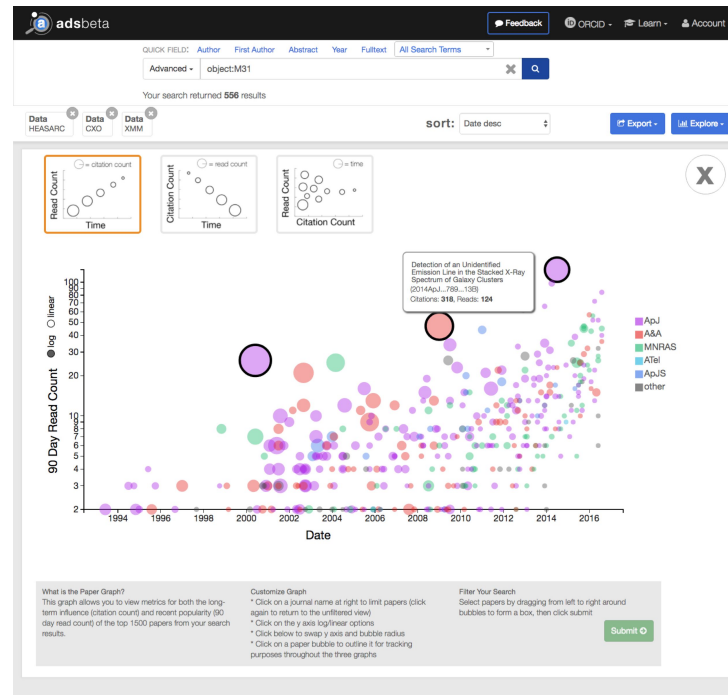 a adsbeta
Feedback
iD ORCID
Learn
Account
QUICK FIELD: Author First Author Abstract Year Fulltext All Search Terms
Advanced object:M31
Your search returned 556 results
Data
HEASARC
Data
CXO
Data
XMM
sort: Date desc
Export
Explore
= citation count
Read Count
Time
= read count
Citation Count
Time
= time
Read Count
Citation Count
X
Detection of an Unidentified
Emission Line in the Stacked X-Ray
Spectrum of Galaxy Clusters
(2014ApJ...789...13B)
Citations: 318, Reads: 124
90 Day Read Count log linear
100
90
80
70
60
50
40
30
20
10
9
8
7
6
5
4
3
2
1994 1996 1998 2000 2002 2004 2006 2008 2010 2012 2014 2016
Date
ApJ
A&A
MNRAS
ATel
ApJS
other
What is the Paper Graph?
This graph allows you to view metrics for both the long-
term influence (citation count) and recent popularity (90
day read count) of the top 1500 papers from your search
results.
Customize Graph
* Click on a journal name at right to limit papers (click
again to return to the unfiltered view)
* Click on the y axis log/linear options
* Click below to swap y axis and bubble radius
* Click on a paper bubble to outline it for tracking
purposes throughout the three graphs
Filter Your Search
Select papers by dragging from left to right around
bubbles to form a box, then click submit
Submit